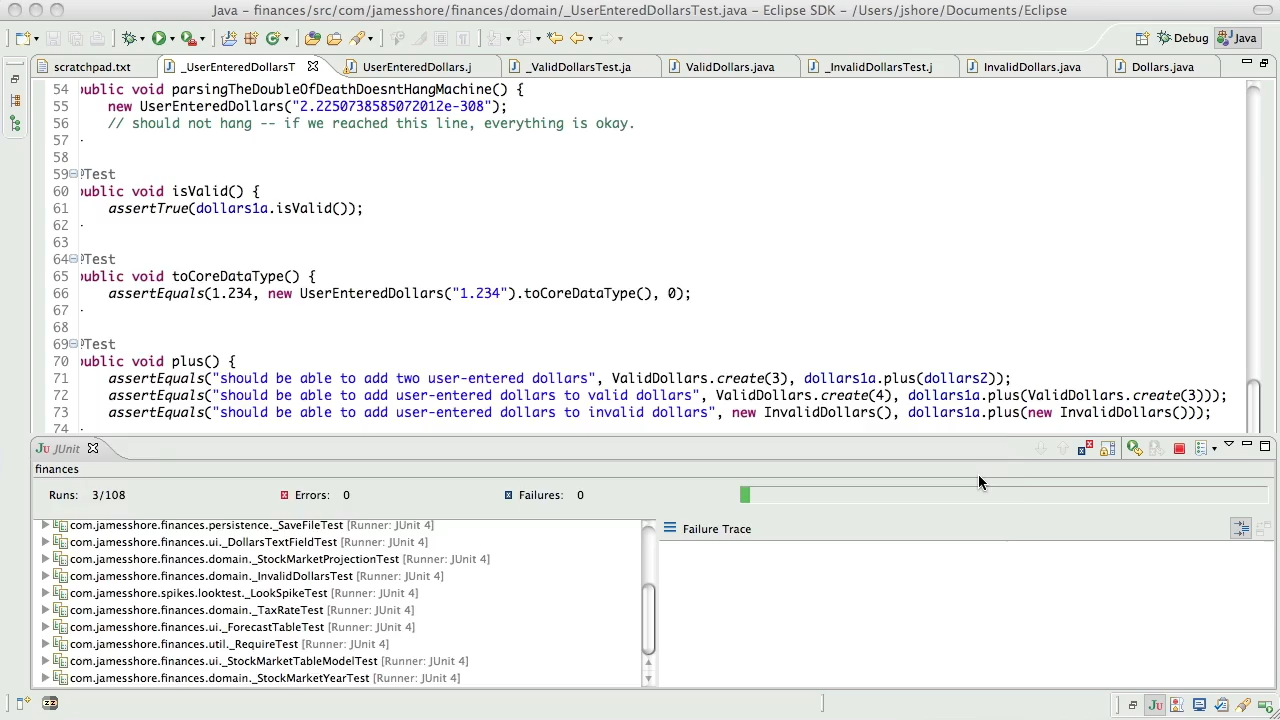 Java – finances/src/com/jamesshore/finances/domain/_UserEnteredDollarsTest.java – Eclipse SDK – /Users/jshore/Documents/Eclipse
Debug Java
scratchpad.txt _UserEnteredDollarsT UserEnteredDollars.j _ValidDollarsTest.ja ValidDollars.java _InvalidDollarsTest.j InvalidDollars.java Dollars.java
54 public void parsingTheDoubleOfDeathDoesntHangMachine() {
55 new UserEnteredDollars("2.2250738585072012e-308");
56 // should not hang -- if we reached this line, everything is okay.
57
58
59 @Test
60 public void isValid() {
61 assertTrue(dollars1a.isValid());
62
63
64 @Test
65 public void toCoreDataType() {
66 assertEquals(1.234, new UserEnteredDollars("1.234").toCoreDataType(), 0);
67
68
69 @Test
70 public void plus() {
71 assertEquals("should be able to add two user-entered dollars", ValidDollars.create(3), dollars1a.plus(dollars2));
72 assertEquals("should be able to add user-entered dollars to valid dollars", ValidDollars.create(4), dollars1a.plus(ValidDollars.create(3)));
73 assertEquals("should be able to add user-entered dollars to invalid dollars", new InvalidDollars(), dollars1a.plus(new InvalidDollars()));
74
JUnit
finances
Runs: 3/108 Errors: 0 Failures: 0
com.jamesshore.finances.persistence._SaveFileTest [Runner: JUnit 4]
Failure Trace
com.jamesshore.finances.ui._DollarsTextFieldTest [Runner: JUnit 4]
com.jamesshore.finances.domain._StockMarketProjectionTest [Runner: JUnit 4]
com.jamesshore.finances.domain._InvalidDollarsTest [Runner: JUnit 4]
com.jamesshore.spikes.looktest._LookSpikeTest [Runner: JUnit 4]
com.jamesshore.finances.domain._TaxRateTest [Runner: JUnit 4]
com.jamesshore.finances.ui._ForecastTableTest [Runner: JUnit 4]
com.jamesshore.finances.util._RequireTest [Runner: JUnit 4]
com.jamesshore.finances.ui._StockMarketTableModelTest [Runner: JUnit 4]
com.jamesshore.finances.domain._StockMarketYearTest [Runner: JUnit 4]